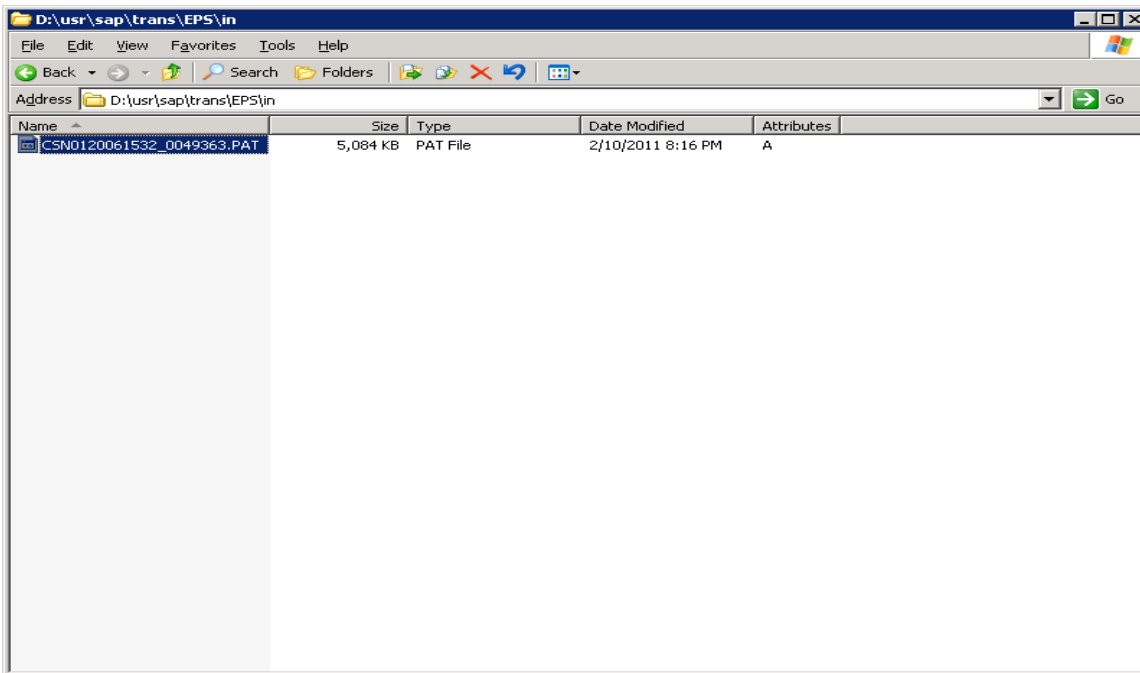 D:\usr\sap\trans\EPS\in
File Edit View Favorites Tools Help
Back Search Folders
Address D:\usr\sap\trans\EPS\in Go
Name Size Type Date Modified Attributes
CSN0120061532_0049363.PAT 5,084 KB PAT File 2/10/2011 8:16 PM A